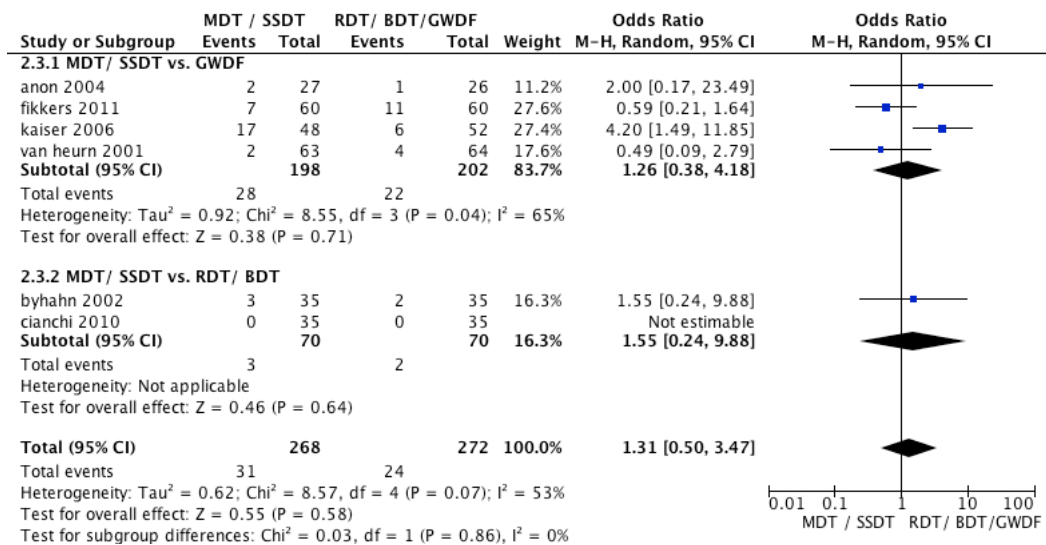 MDT / SSDT RDT/ BDT/GWDF Odds Ratio Odds Ratio
Study or Subgroup Events Total Events Total Weight M-H, Random, 95% CI M-H, Random, 95% CI
2.3.1 MDT/ SSDT vs. GWDF
anon 2004 2 27 1 26 11.2% 2.00 [0.17, 23.49]
fikkers 2011 7 60 11 60 27.6% 0.59 [0.21, 1.64]
kaiser 2006 17 48 6 52 27.4% 4.20 [1.49, 11.85]
van heurn 2001 2 63 4 64 17.6% 0.49 [0.09, 2.79]
Subtotal (95% CI) 198 202 83.7% 1.26 [0.38, 4.18]
Total events 28 22
Heterogeneity: Tau² = 0.92; Chi² = 8.55, df = 3 (P = 0.04); I² = 65%
Test for overall effect: Z = 0.38 (P = 0.71)
2.3.2 MDT/ SSDT vs. RDT/ BDT
byhahn 2002 3 35 2 35 16.3% 1.55 [0.24, 9.88]
cianchi 2010 0 35 0 35 Not estimable
Subtotal (95% CI) 70 70 16.3% 1.55 [0.24, 9.88]
Total events 3 2
Heterogeneity: Not applicable
Test for overall effect: Z = 0.46 (P = 0.64)
Total (95% CI) 268 272 100.0% 1.31 [0.50, 3.47]
Total events 31 24
Heterogeneity: Tau² = 0.62; Chi² = 8.57, df = 4 (P = 0.07); I² = 53%
Test for overall effect: Z = 0.55 (P = 0.58)
Test for subgroup differences: Chi² = 0.03, df = 1 (P = 0.86), I² = 0%
0.01 0.1 1 10 100
MDT / SSDT RDT/ BDT/GWDF